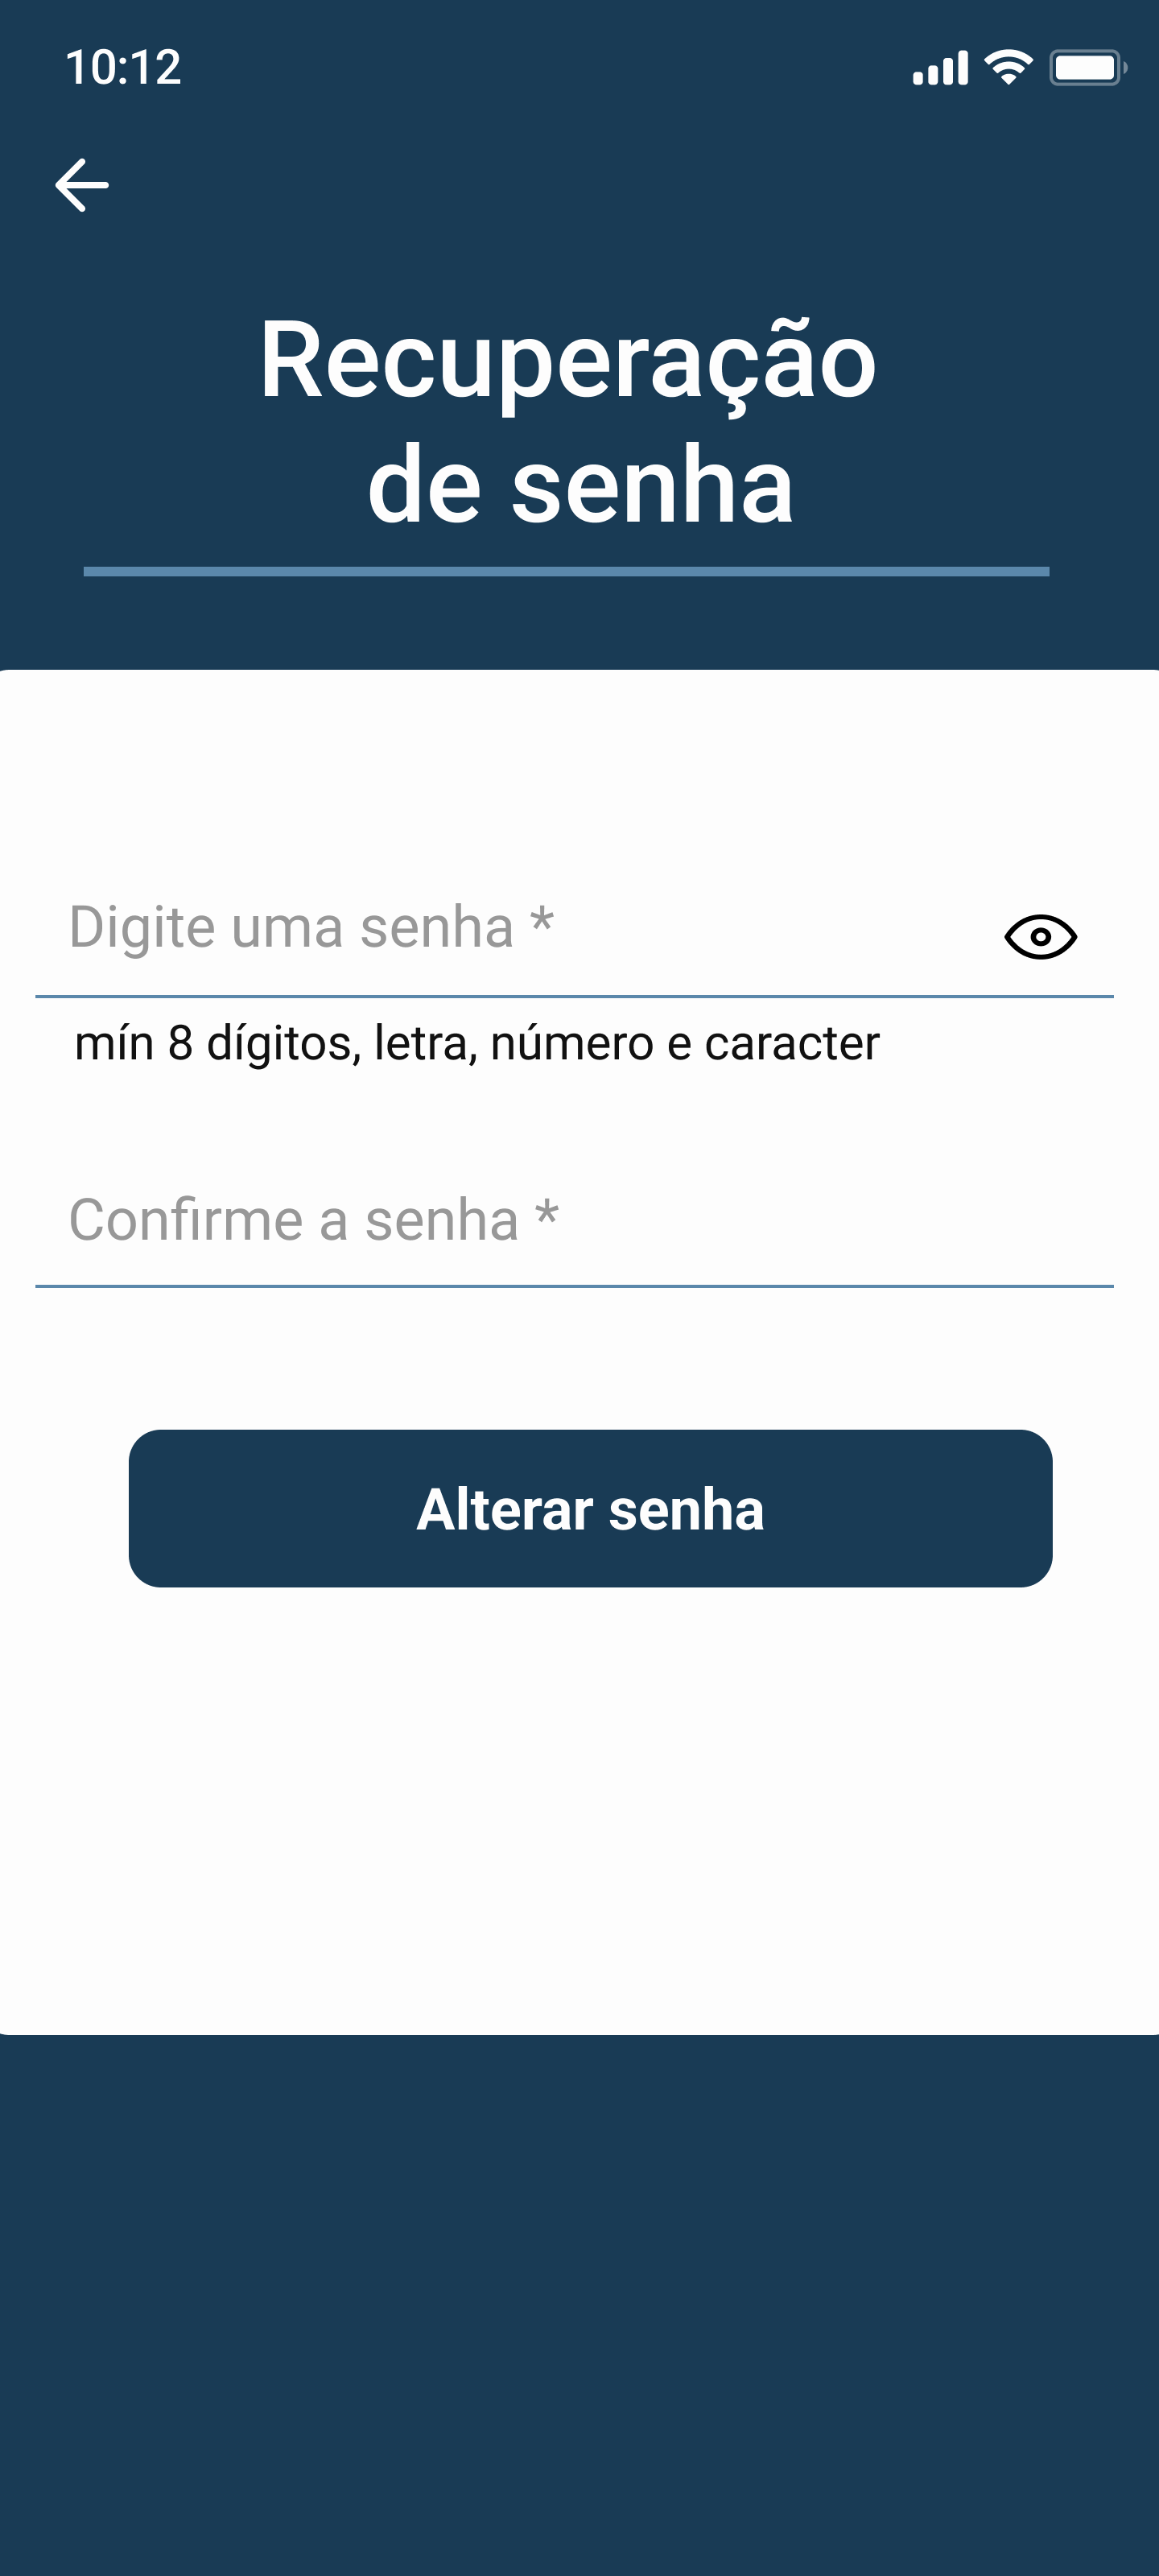 10:12
Recuperação
de senha
Digite uma senha *
mín 8 dígitos, letra, número e caracter
Confirme a senha *
Alterar senha